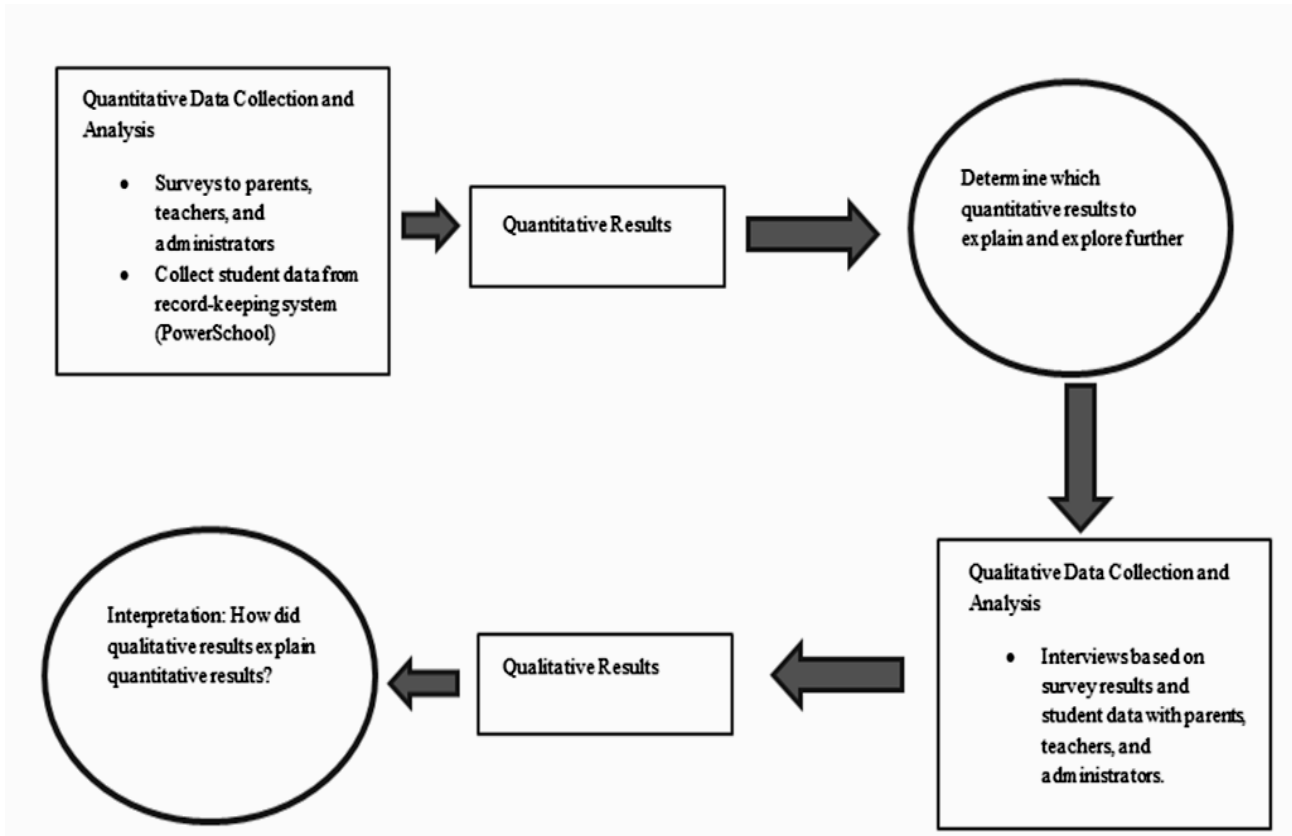 Quantitative Data Collection and
Analysis
• Surveys to parents,
teachers, and
administrators
• Collect student data from
record-keeping system
(PowerSchool)
Quantitative Results
Determine which
quantitative results to
explain and explore further
Qualitative Data Collection and
Analysis
• Interviews based on
survey results and
student data with parents,
teachers, and
administrators.
Qualitative Results
Interpretation: How did
qualitative results explain
quantitative results?